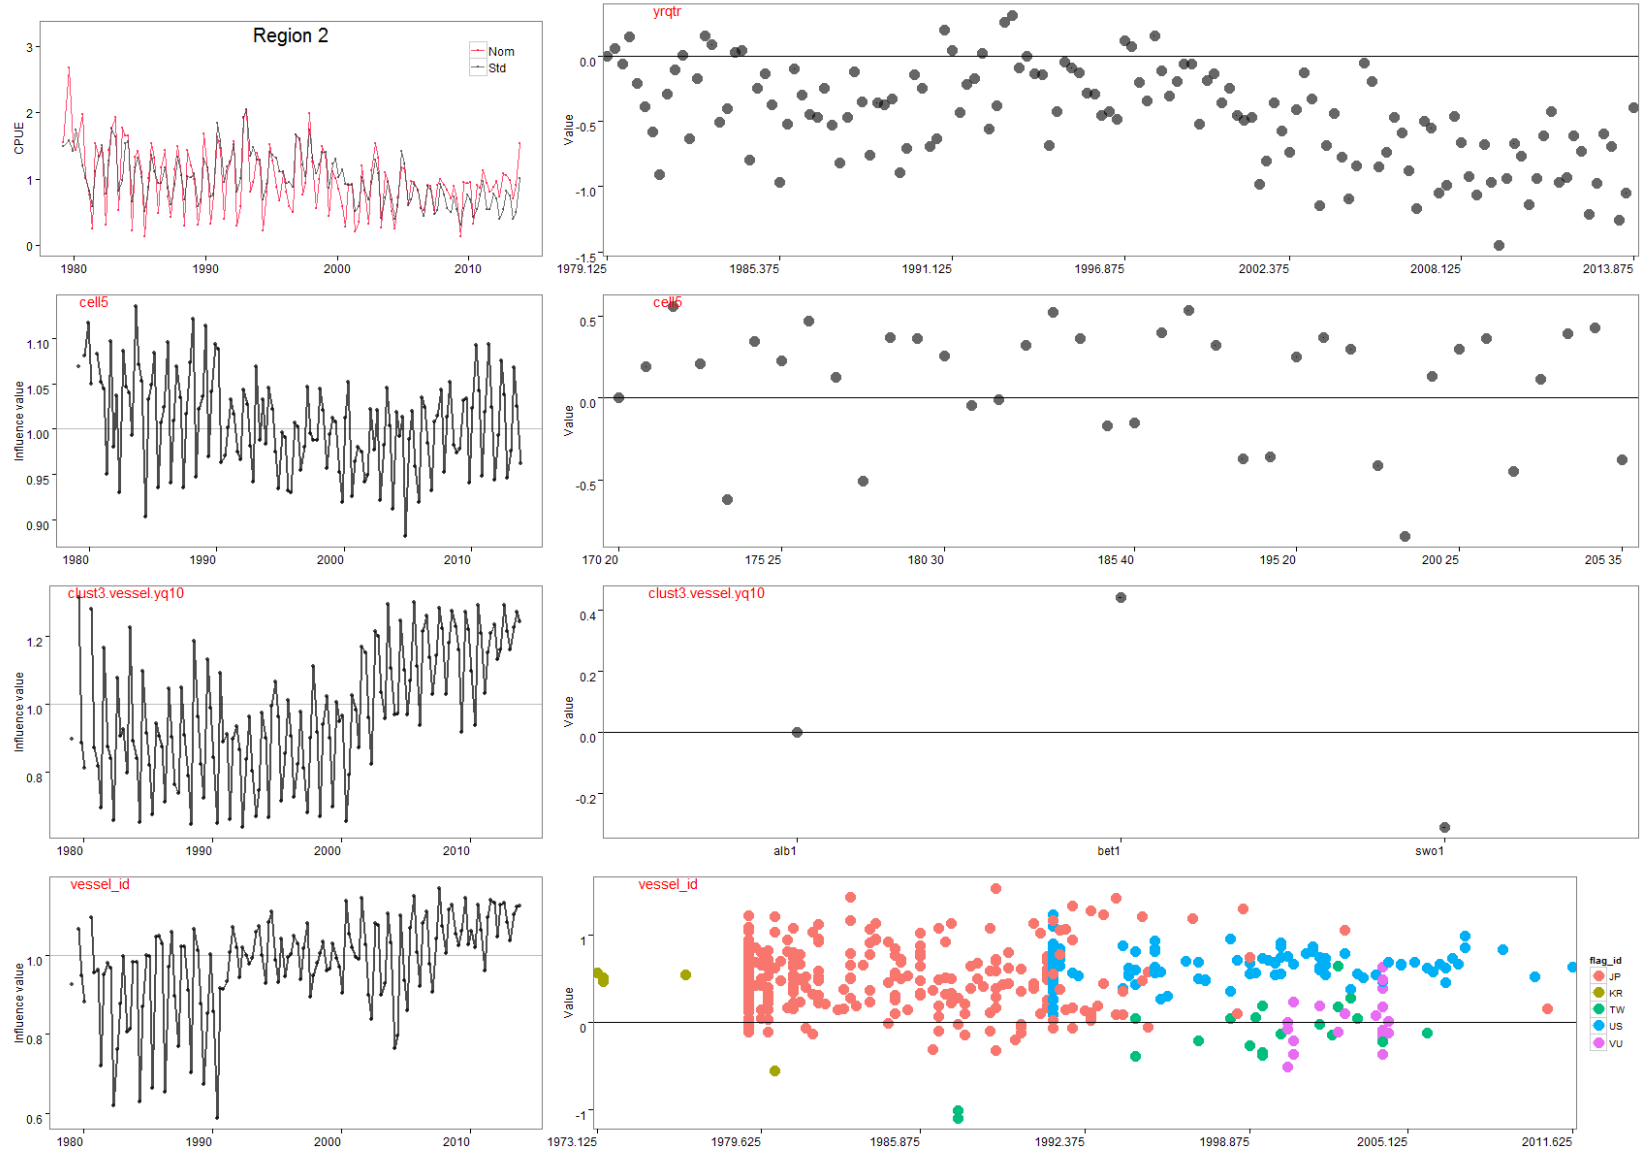 Region 2
Nom
Std
CPUE
3
2
1
0
1980
1990
2000
2010
yrqtr
Value
0.0
-0.5
-1.0
-1.5
1979.125
1985.375
1991.125
1996.875
2002.375
2008.125
2013.875
cell5
Influence value
1.10
1.05
1.00
0.95
0.90
1980
1990
2000
2010
cell5
Value
0.5
0.0
-0.5
170 20
175 25
180 30
185 40
195 20
200 25
205 35
clust3.vessel.yq10
Influence value
1.2
1.0
0.8
1980
1990
2000
2010
clust3.vessel.yq10
Value
0.4
0.2
0.0
-0.2
alb1
bet1
swo1
vessel_id
Influence value
1.0
0.8
0.6
1980
1990
2000
2010
vessel_id
Value
1
0
-1
1973.125
1979.625
1985.875
1992.375
1998.875
2005.125
2011.625
flag_id
JP
KR
TW
US
VU